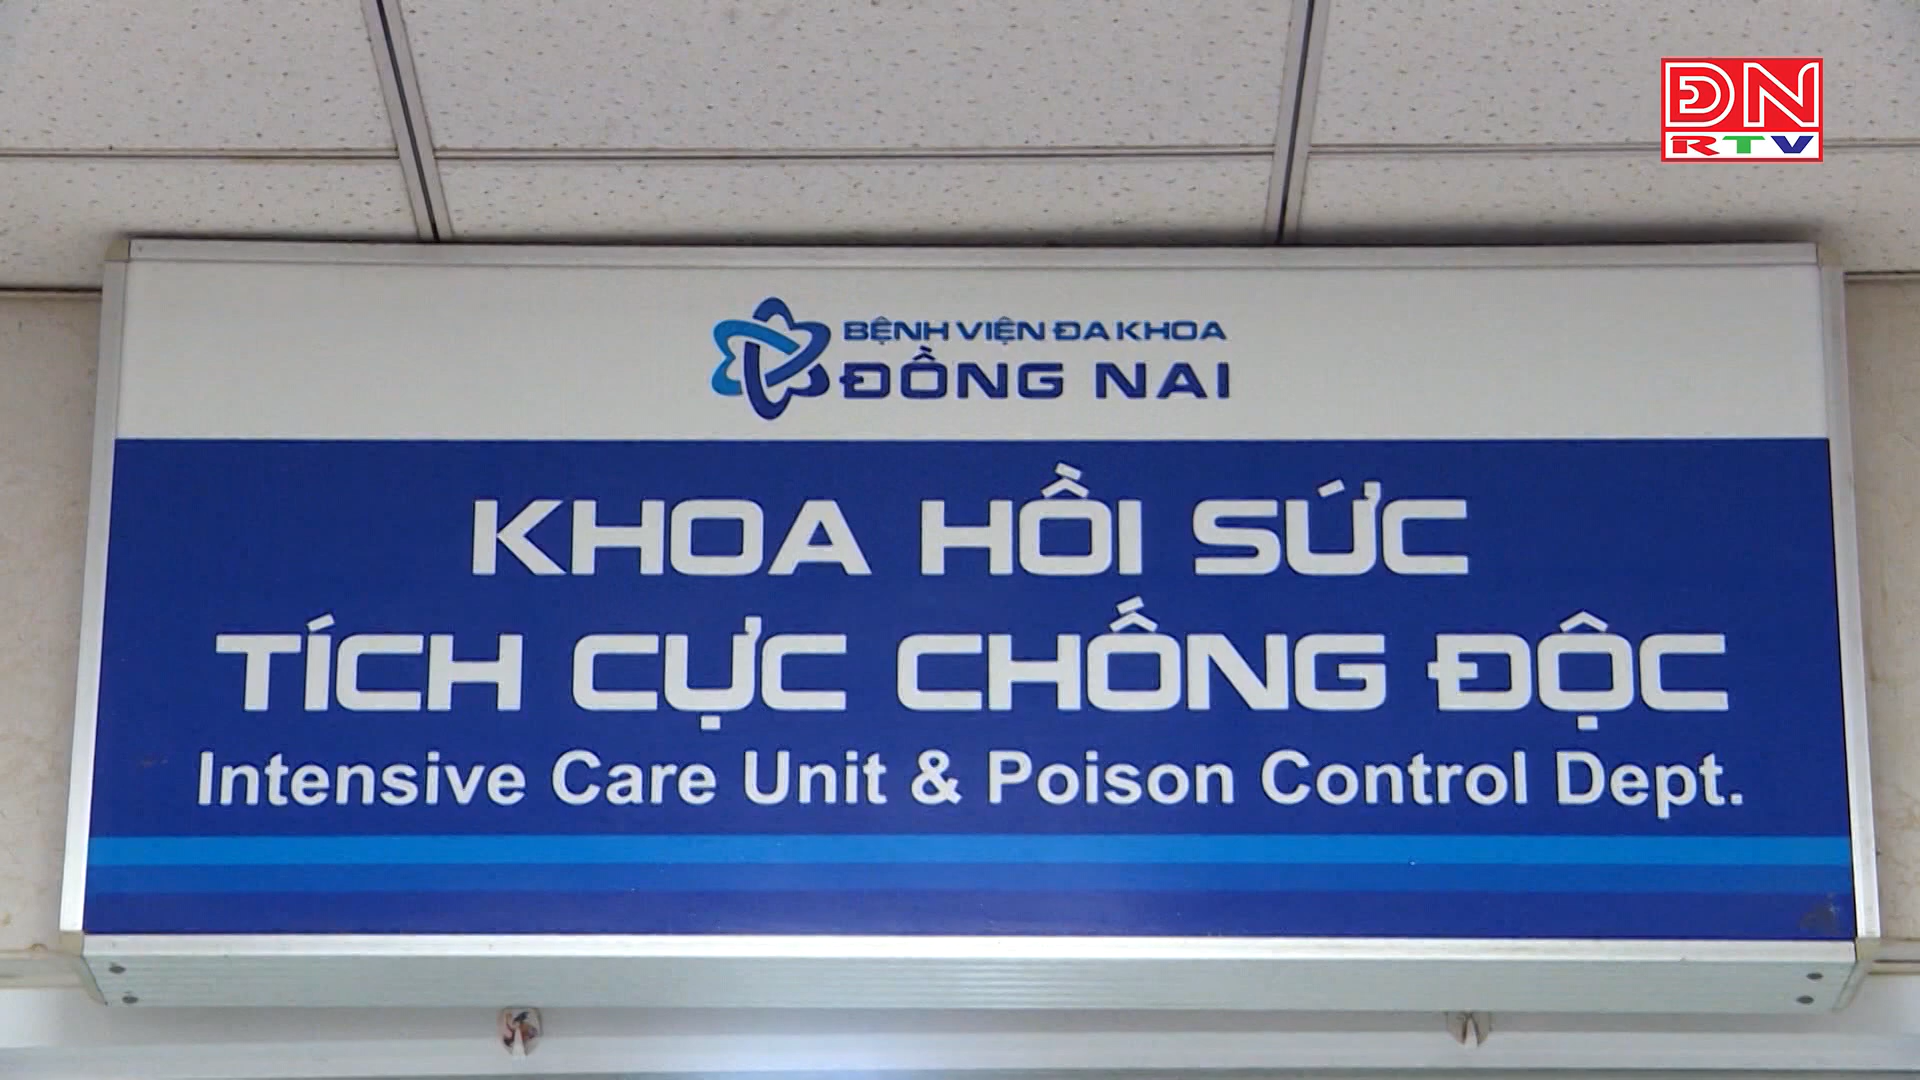 ĐN
RTV
BỆNH VIỆN ĐA KHOA
ĐỒNG NAI
KHOA HỒI SỨC
TÍCH CỰC CHỐNG ĐỘC
Intensive Care Unit & Poison Control Dept.